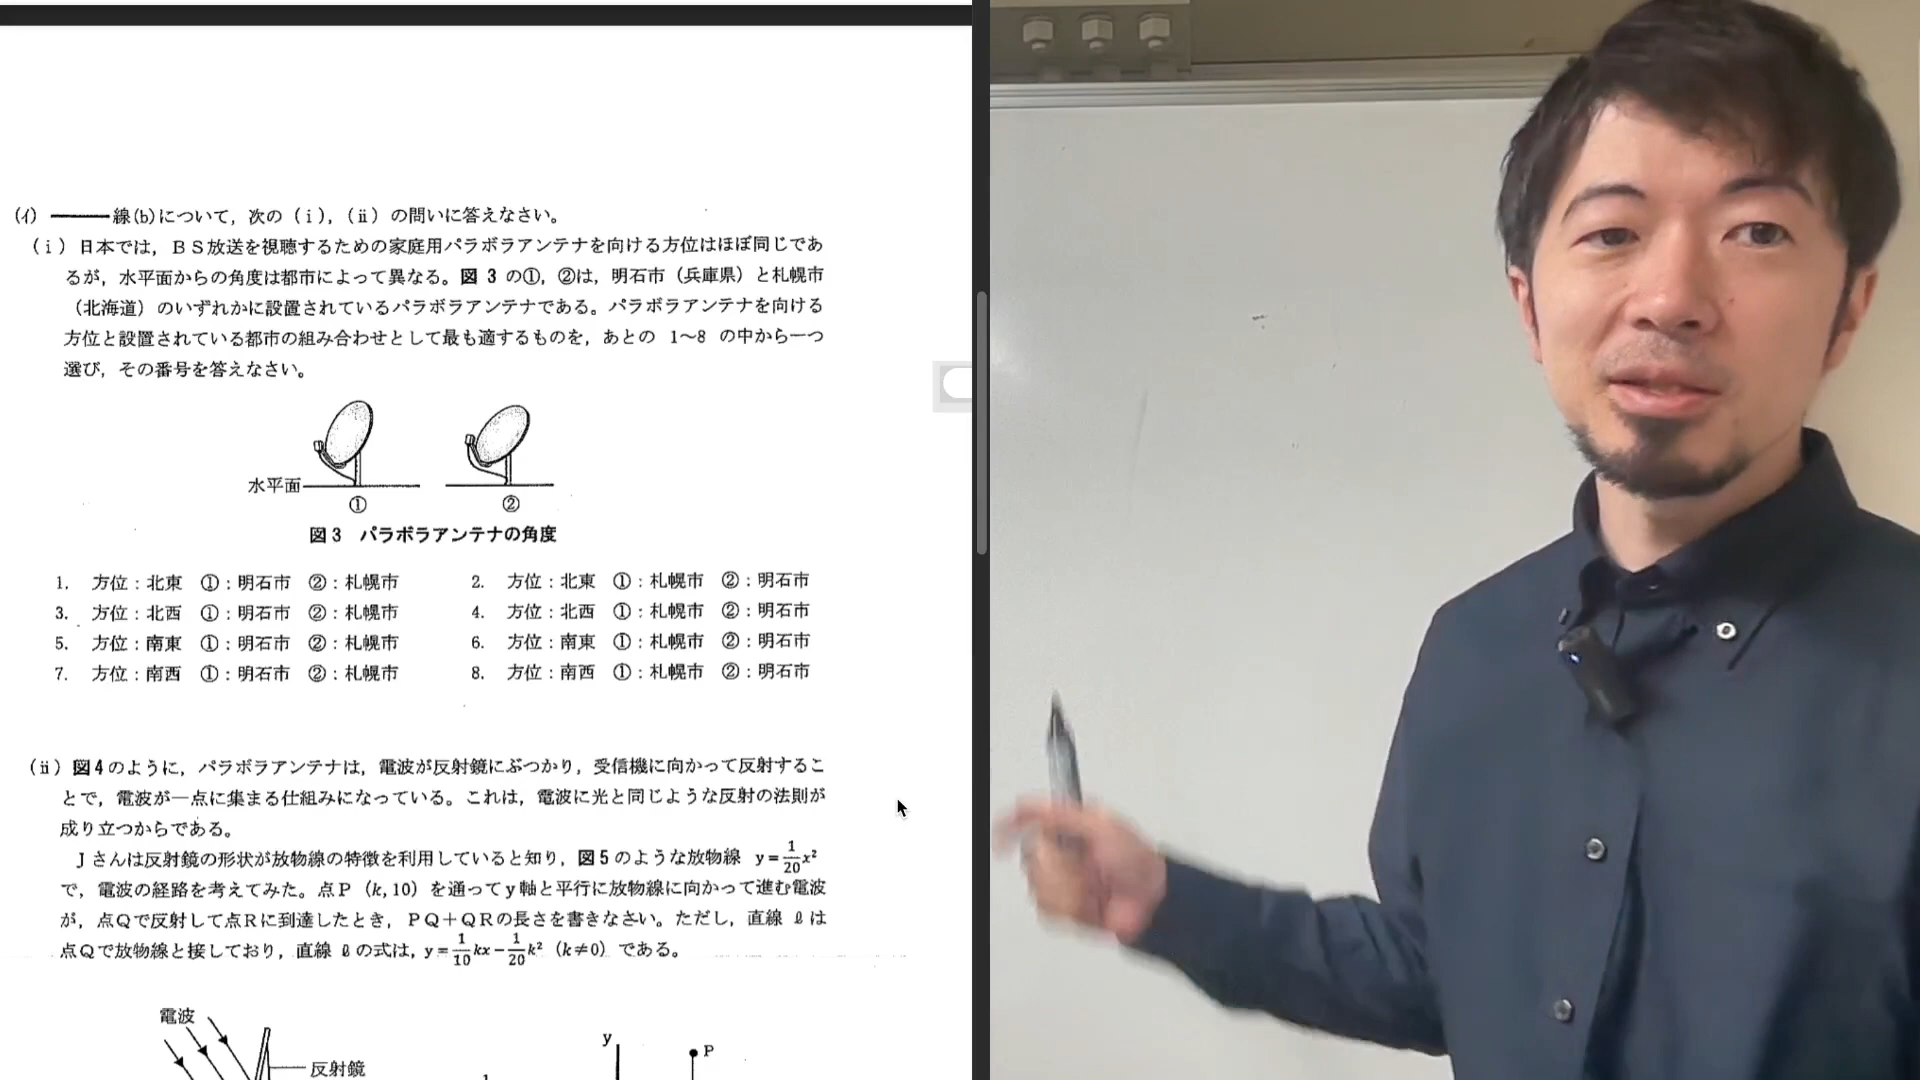 (イ) ――― 線(b)について，次の（ⅰ），（ⅱ）の問いに答えなさい。
（ⅰ）日本では，ＢＳ放送を視聴するための家庭用パラボラアンテナを向ける方位はほぼ同じであ
るが，水平面からの角度は都市によって異なる。図 3 の①，②は，明石市（兵庫県）と札幌市
（北海道）のいずれかに設置されているパラボラアンテナである。パラボラアンテナを向ける
方位と設置されている都市の組み合わせとして最も適するものを，あとの 1〜8 の中から一つ
選び，その番号を答えなさい。
水平面
① ②
図 3 パラボラアンテナの角度
1. 方位：北東 ①：明石市 ②：札幌市 2. 方位：北東 ①：札幌市 ②：明石市
3. 方位：北西 ①：明石市 ②：札幌市 4. 方位：北西 ①：札幌市 ②：明石市
5. 方位：南東 ①：明石市 ②：札幌市 6. 方位：南東 ①：札幌市 ②：明石市
7. 方位：南西 ①：明石市 ②：札幌市 8. 方位：南西 ①：札幌市 ②：明石市
（ⅱ）図4のように，パラボラアンテナは，電波が反射鏡にぶつかり，受信機に向かって反射するこ
とで，電波が一点に集まる仕組みになっている。これは，電波に光と同じような反射の法則が
成り立つからである。
Ｊさんは反射鏡の形状が放物線の特徴を利用していると知り，図5のような放物線 y=1/20x²
で，電波の経路を考えてみた。点Ｐ（k, 10）を通ってｙ軸と平行に放物線に向かって進む電波
が，点Ｑで反射して点Ｒに到達したとき，ＰＱ＋ＱＲの長さを書きなさい。ただし，直線 ℓ は
点Ｑで放物線と接しており，直線 ℓ の式は，y=1/10kx−1/20k²（k≠0）である。
電波
y
P
反射鏡